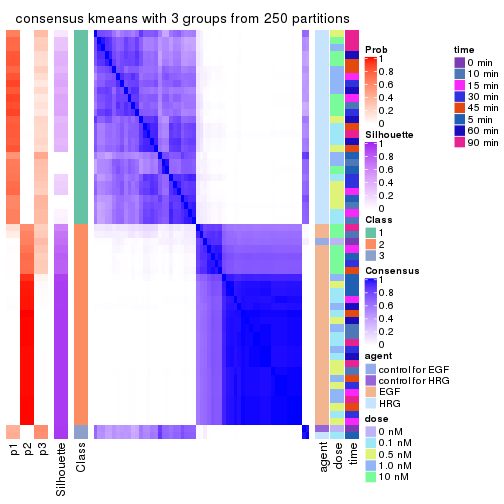 consensus kmeans with 3 groups from 250 partitions
Prob
1
0.8
0.6
0.4
0.2
0
Silhouette
1
0.8
0.6
0.4
0.2
0
Class
1
2
3
Consensus
1
0.8
0.6
0.4
0.2
0
agent
control for EGF
control for HRG
EGF
HRG
dose
0 nM
0.1 nM
0.5 nM
1.0 nM
10 nM
time
0 min
10 min
15 min
30 min
45 min
5 min
60 min
90 min
p1
p2
p3
Silhouette
Class
agent
dose
time